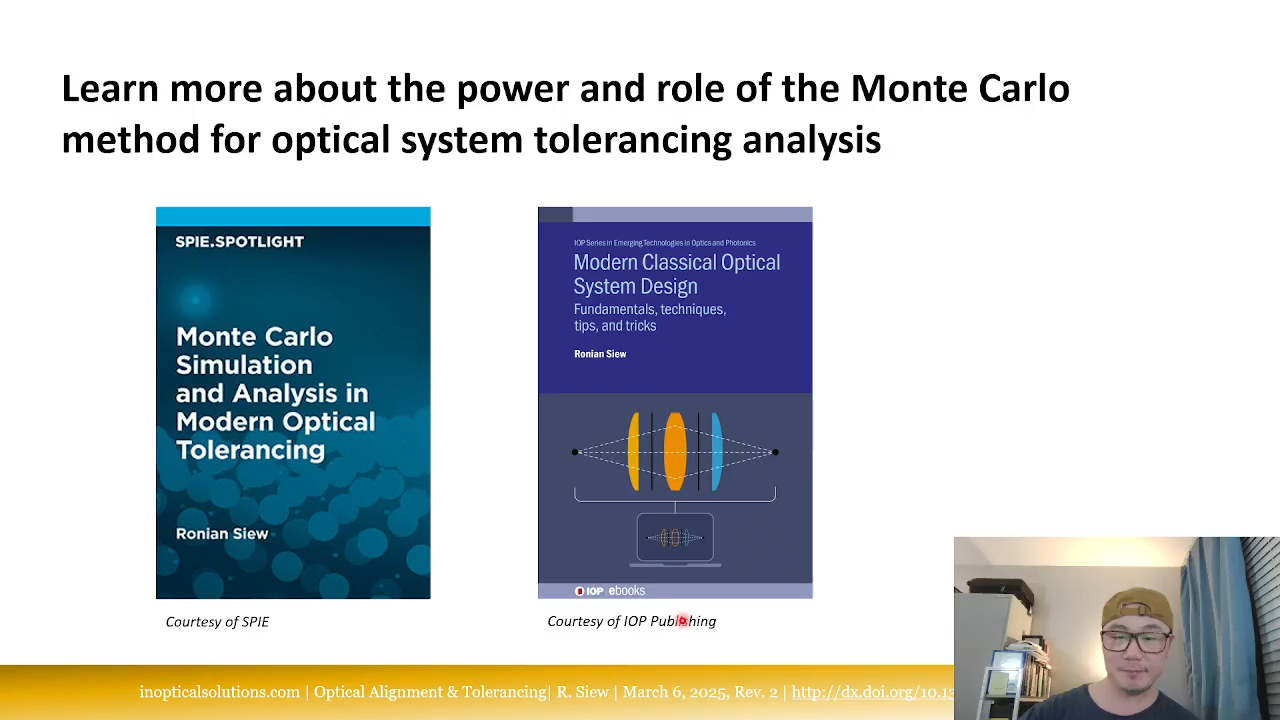 Learn more about the power and role of the Monte Carlo
method for optical system tolerancing analysis
SPIE.SPOTLIGHT
Monte Carlo
Simulation
and Analysis in
Modern Optical
Tolerancing
Ronian Siew
Courtesy of SPIE
IOP Series in Emerging Technologies in Optics and Photonics
Modern Classical Optical
System Design
Fundamentals, techniques,
tips, and tricks
Ronian Siew
IOP ebooks
Courtesy of IOP Publishing
inopticalsolutions.com | Optical Alignment & Tolerancing| R. Siew | March 6, 2025, Rev. 2 | http://dx.doi.org/10.13